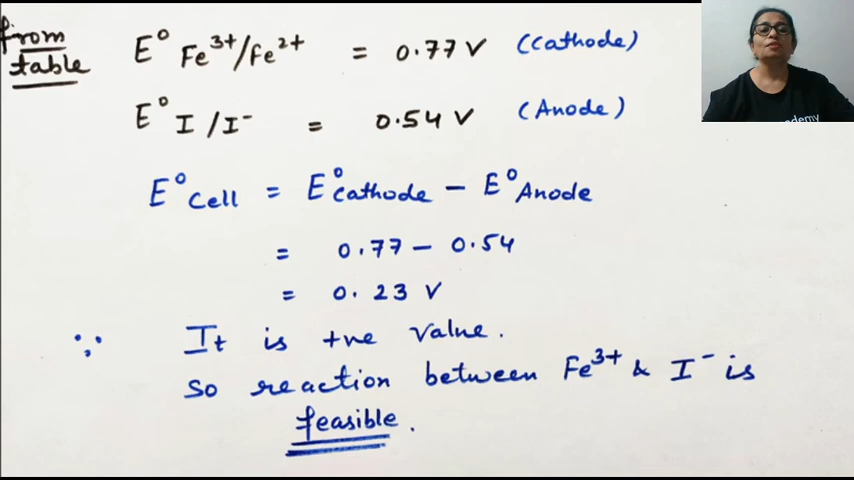 from
table
E° Fe³⁺/Fe²⁺ = 0.77 V (Cathode)
E° I/I⁻ = 0.54 V (Anode)
E°Cell = E°Cathode - E°Anode
= 0.77 - 0.54
= 0.23 V
∵ It is +ve value.
So reaction between Fe³⁺ & I⁻ is
feasible.